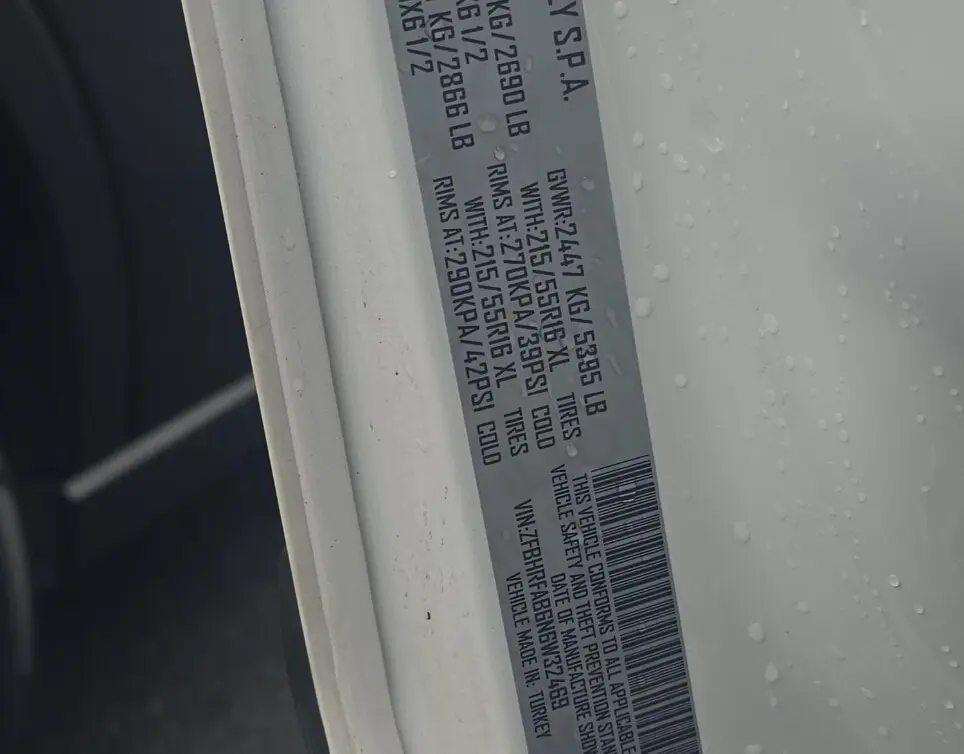 LY S.P.A.
KG/2690 LB
GVWR:2447 KG/ 5395 LB
X6 1/2
WITH:215/55R16 XL TIRES
RIMS AT:270KPA/39PSI COLD
KG/2866 LB
WITH:215/55R16 XL TIRES
X6 1/2
RIMS AT:290KPA/42PSI COLD
THIS VEHICLE CONFORMS TO ALL APPLICABLE
VEHICLE SAFETY AND THEFT PREVENTION STAN
DATE OF MANUFACTURE SHO
VIN:ZFBHRFAB6N6W32469
VEHICLE MADE IN: TURKEY